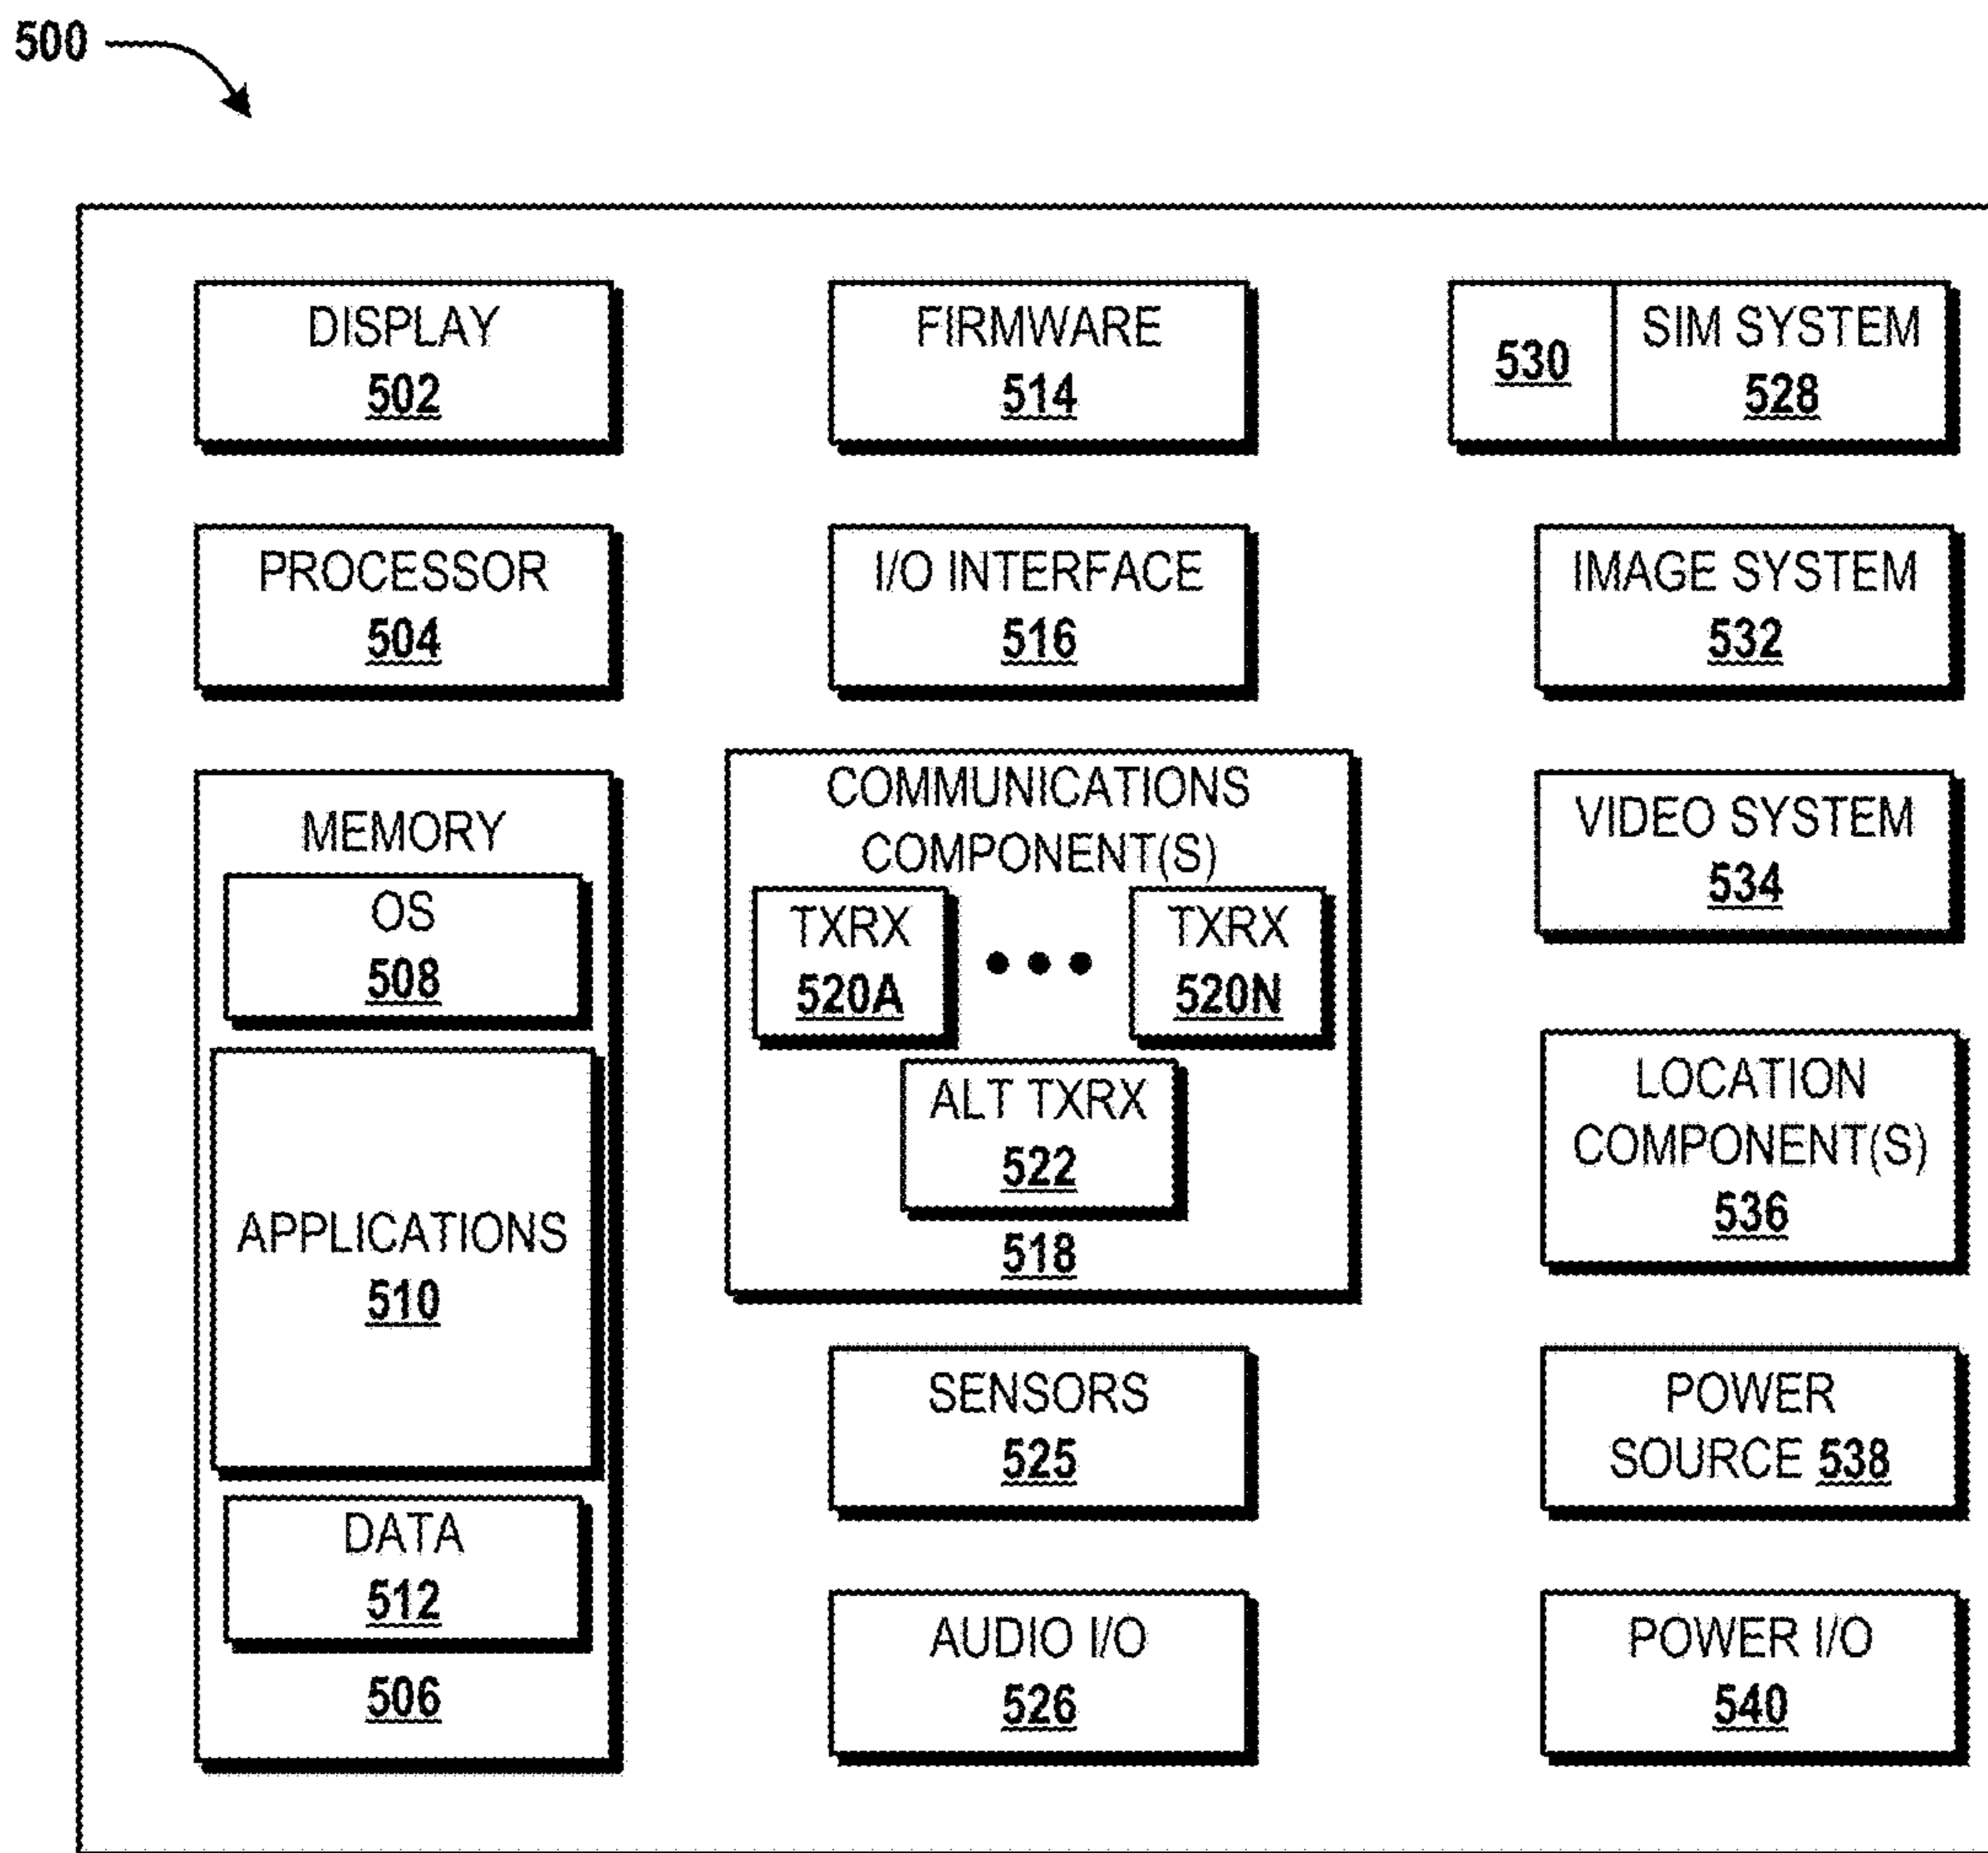 500
DISPLAY
502
PROCESSOR
504
MEMORY
OS
508
APPLICATIONS
510
DATA
512
506
FIRMWARE
514
I/O INTERFACE
516
COMMUNICATIONS
COMPONENT(S)
TXRX
520A
TXRX
520N
ALT TXRX
522
518
SENSORS
525
AUDIO I/O
526
530
SIM SYSTEM
528
IMAGE SYSTEM
532
VIDEO SYSTEM
534
LOCATION
COMPONENT(S)
536
POWER
SOURCE 538
POWER I/O
540